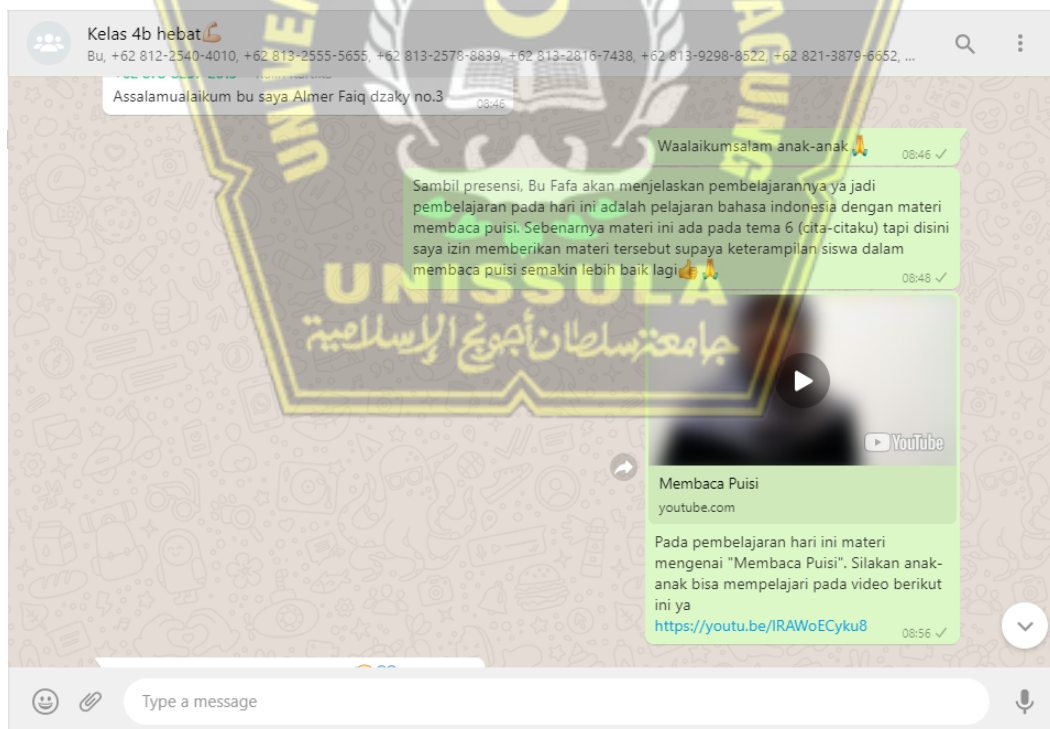 Kelas 4b hebat💪
Bu, +62 812-2540-4010, +62 813-2555-5655, +62 813-2578-8839, +62 813-2816-7438, +62 813-9298-8522, +62 821-3879-6652, ...
Assalamualaikum bu saya Almer Faiq dzaky no.3
08:46
Waalaikumsalam anak-anak🙏
08:46
Sambil presensi, Bu Fafa akan menjelaskan pembelajarannya ya jadi
pembelajaran pada hari ini adalah pelajaran bahasa indonesia dengan materi
membaca puisi. Sebenarnya materi ini ada pada tema 6 (cita-citaku) tapi disini
saya izin memberikan materi tersebut supaya keterampilan siswa dalam
membaca puisi semakin lebih baik lagi👍🙏
08:48
YouTube
Membaca Puisi
youtube.com
Pada pembelajaran hari ini materi
mengenai "Membaca Puisi". Silakan anak-
anak bisa mempelajari pada video berikut
ini ya
https://youtu.be/IRAWoECyku8
08:56
Type a message
UNISSULA
جامعة سلطان أجونج الإسلامية